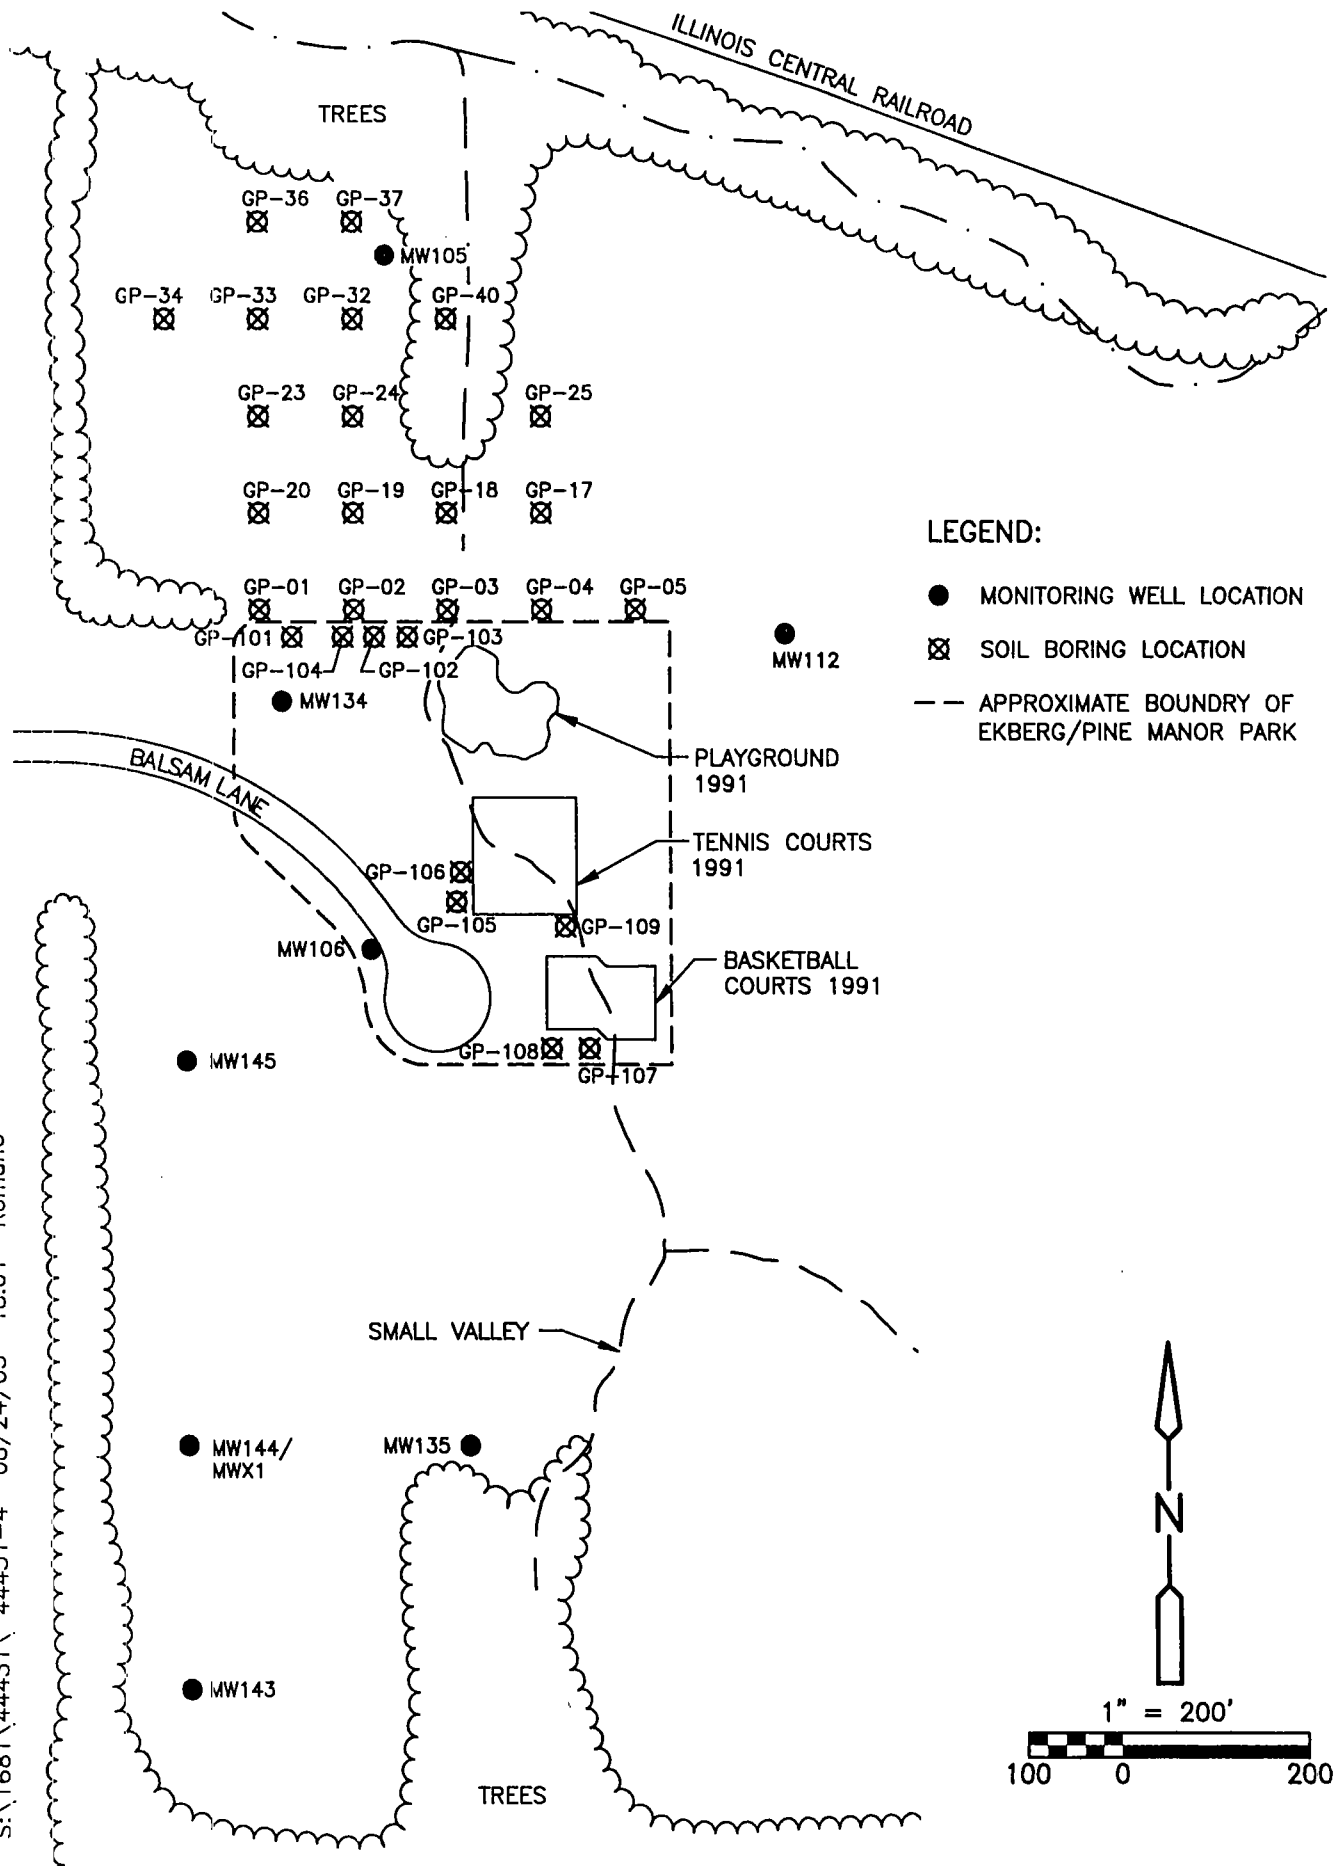 ILLINOIS CENTRAL RAILROAD
TREES
GP-36
GP-37
MW105
GP-34
GP-33
GP-32
GP-40
GP-23
GP-24
GP-25
GP-20
GP-19
GP-18
GP-17
LEGEND:
MONITORING WELL LOCATION
SOIL BORING LOCATION
APPROXIMATE BOUNDRY OF
EKBERG/PINE MANOR PARK
GP-01
GP-02
GP-03
GP-04
GP-05
GP-101
GP-103
GP-104
GP-102
MW112
MW134
PLAYGROUND
1991
BALSAM LANE
TENNIS COURTS
1991
GP-106
GP-105
GP-109
MW106
BASKETBALL
COURTS 1991
GP-108
GP-107
MW145
SMALL VALLEY
MW144/
MWX1
MW135
N
MW143
1" = 200'
100 0 200
TREES